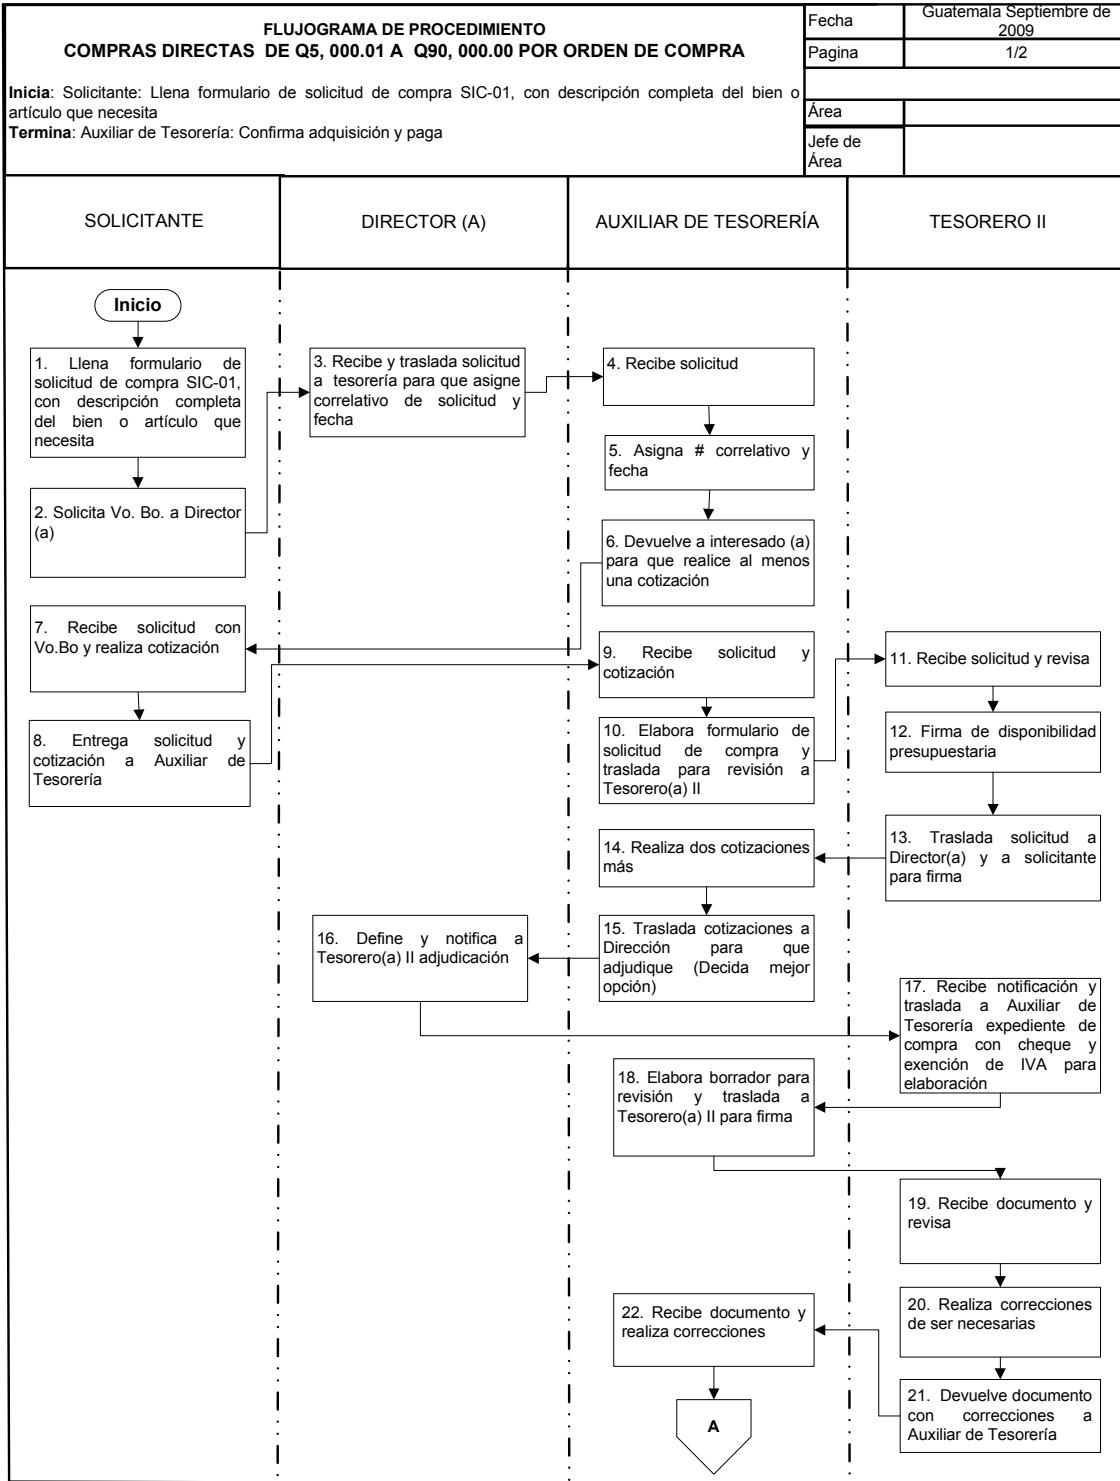 FLUJOGRAMA DE PROCEDIMIENTO
COMPRAS DIRECTAS DE Q5, 000.01 A Q90, 000.00 POR ORDEN DE COMPRA
Inicia: Solicitante: Llena formulario de solicitud de compra SIC-01, con descripción completa del bien o
artículo que necesita
Termina: Auxiliar de Tesorería: Confirma adquisición y paga
Fecha
Guatemala Septiembre de
2009
Pagina
1/2
Área
Jefe de
Área
SOLICITANTE
DIRECTOR (A)
AUXILIAR DE TESORERÍA
TESORERO II
Inicio
1. Llena formulario de
solicitud de compra SIC-01,
con descripción completa
del bien o artículo que
necesita
2. Solicita Vo. Bo. a Director
(a)
3. Recibe y traslada solicitud
a tesorería para que asigne
correlativo de solicitud y
fecha
4. Recibe solicitud
5. Asigna # correlativo y
fecha
6. Devuelve a interesado (a)
para que realice al menos
una cotización
7. Recibe solicitud con
Vo.Bo y realiza cotización
8. Entrega solicitud y
cotización a Auxiliar de
Tesorería
9. Recibe solicitud y
cotización
10. Elabora formulario de
solicitud de compra y
traslada para revisión a
Tesorero(a) II
11. Recibe solicitud y revisa
12. Firma de disponibilidad
presupuestaria
13. Traslada solicitud a
Director(a) y a solicitante
para firma
14. Realiza dos cotizaciones
más
15. Traslada cotizaciones a
Dirección para que
adjudique (Decida mejor
opción)
16. Define y notifica a
Tesorero(a) II adjudicación
17. Recibe notificación y
traslada a Auxiliar de
Tesorería expediente de
compra con cheque y
exención de IVA para
elaboración
18. Elabora borrador para
revisión y traslada a
Tesorero(a) II para firma
19. Recibe documento y
revisa
20. Realiza correcciones
de ser necesarias
21. Devuelve documento
con correcciones a
Auxiliar de Tesorería
22. Recibe documento y
realiza correcciones
A